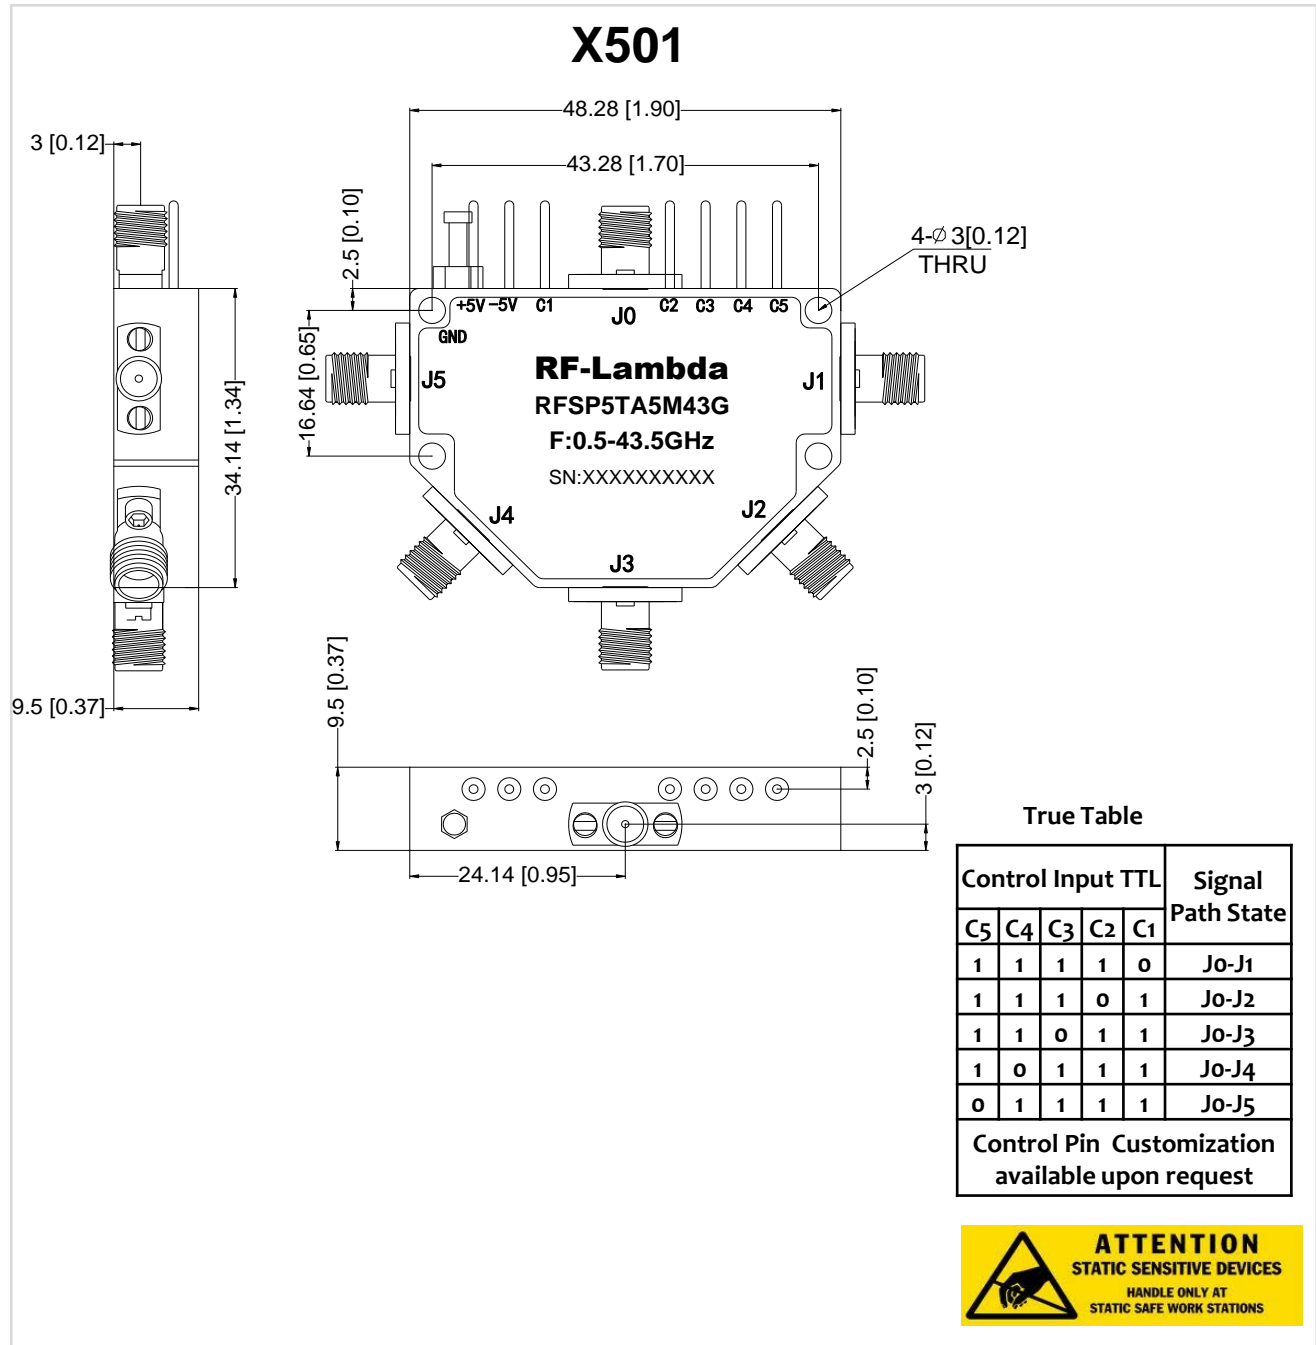 X501
48.28 [1.90]
3 [0.12]
43.28 [1.70]
2.5 [0.10]
4-∅ 3[0.12]
THRU
+5V -5V C1 J0 C2 C3 C4 C5
GND
16.64 [0.65]
J5
RF-Lambda
J1
RFSP5TA5M43G
F:0.5-43.5GHz
34.14 [1.34]
SN:XXXXXXXXXX
J4
J2
J3
9.5 [0.37]
9.5 [0.37]
2.5 [0.10]
3 [0.12]
24.14 [0.95]
True Table
Control Input TTL Signal Path State
C5 C4 C3 C2 C1
1 1 1 1 0 J0-J1
1 1 1 0 1 J0-J2
1 1 0 1 1 J0-J3
1 0 1 1 1 J0-J4
0 1 1 1 1 J0-J5
Control Pin Customization
available upon request
ATTENTION
STATIC SENSITIVE DEVICES
HANDLE ONLY AT
STATIC SAFE WORK STATIONS